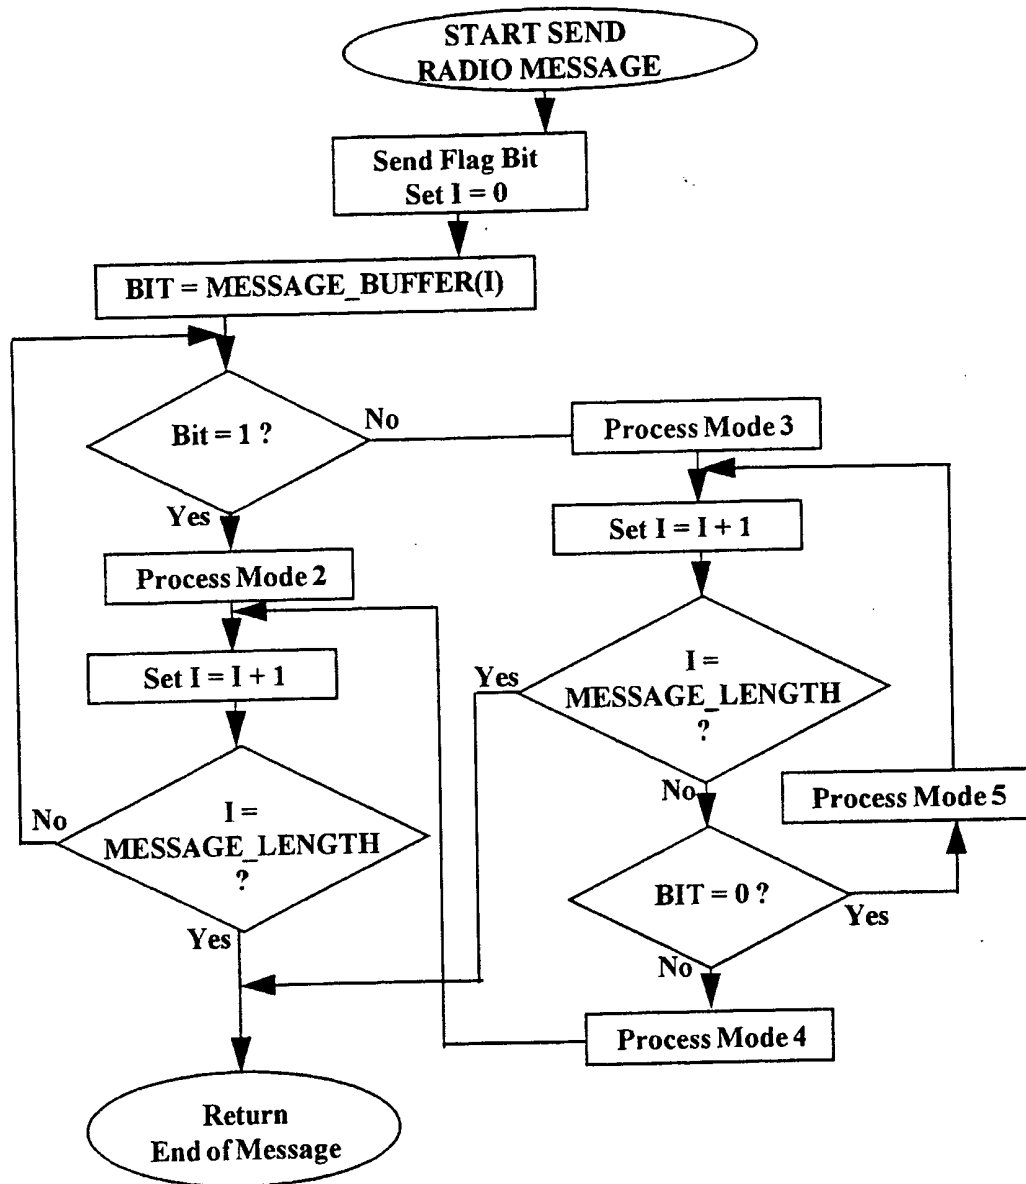 START SEND
RADIO MESSAGE
Send Flag Bit
Set I = 0
BIT = MESSAGE_BUFFER(I)
Bit = 1 ?
No
Yes
Process Mode 2
Set I = I + 1
I =
MESSAGE_LENGTH
?
No
Yes
Process Mode 3
Set I = I + 1
I =
MESSAGE_LENGTH
?
Yes
No
Process Mode 5
BIT = 0 ?
Yes
No
Process Mode 4
Return
End of Message